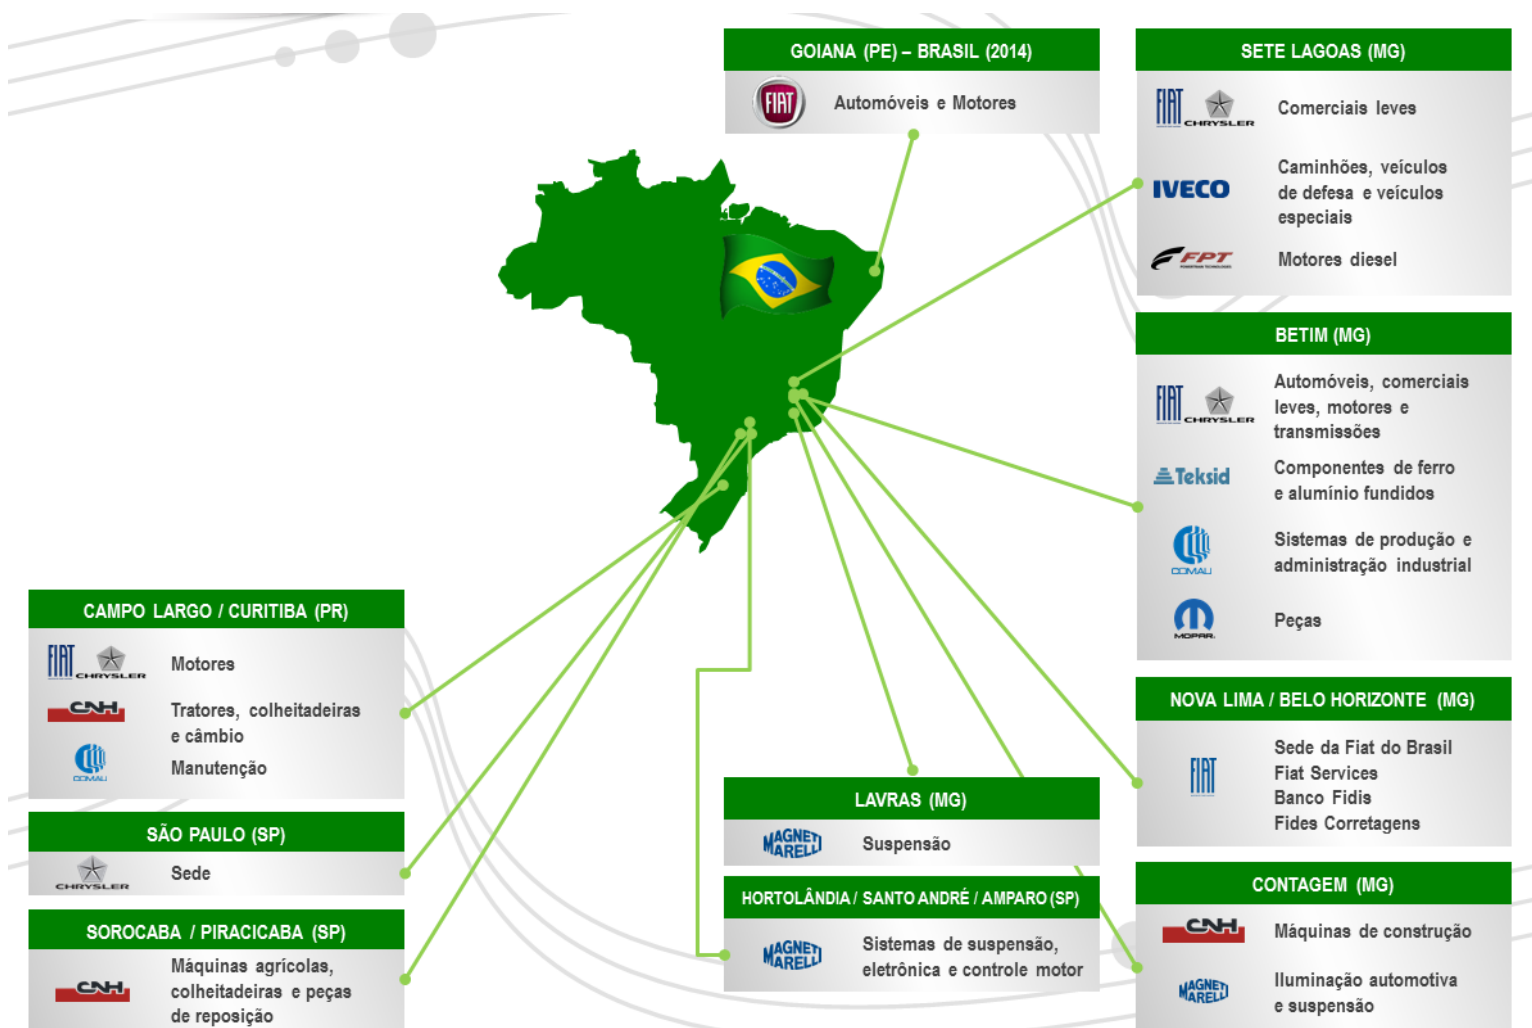 GOIANA (PE) – BRASIL (2014)
FIAT
Automóveis e Motores
SETE LAGOAS (MG)
FIAT
CHRYSLER
Comerciais leves
IVECO
Caminhões, veículos
de defesa e veículos
especiais
FPT
Motores diesel
BETIM (MG)
FIAT
CHRYSLER
Automóveis, comerciais
leves, motores e
transmissões
Teksid
Componentes de ferro
e alumínio fundidos
COMAU
Sistemas de produção e
administração industrial
MOPAR
Peças
CAMPO LARGO / CURITIBA (PR)
FIAT
CHRYSLER
Motores
CNH
Tratores, colheitadeiras
e câmbio
COMAU
Manutenção
SÃO PAULO (SP)
CHRYSLER
Sede
SOROCABA / PIRACICABA (SP)
CNH
Máquinas agrícolas,
colheitadeiras e peças
de reposição
LAVRAS (MG)
MAGNETI
MARELLI
Suspensão
HORTOLÂNDIA / SANTO ANDRÉ / AMPARO (SP)
MAGNETI
MARELLI
Sistemas de suspensão,
eletrônica e controle motor
NOVA LIMA / BELO HORIZONTE (MG)
FIAT
Sede da Fiat do Brasil
Fiat Services
Banco Fidis
Fides Corretagens
CONTAGEM (MG)
CNH
Máquinas de construção
MAGNETI
MARELLI
Iluminação automotiva
e suspensão